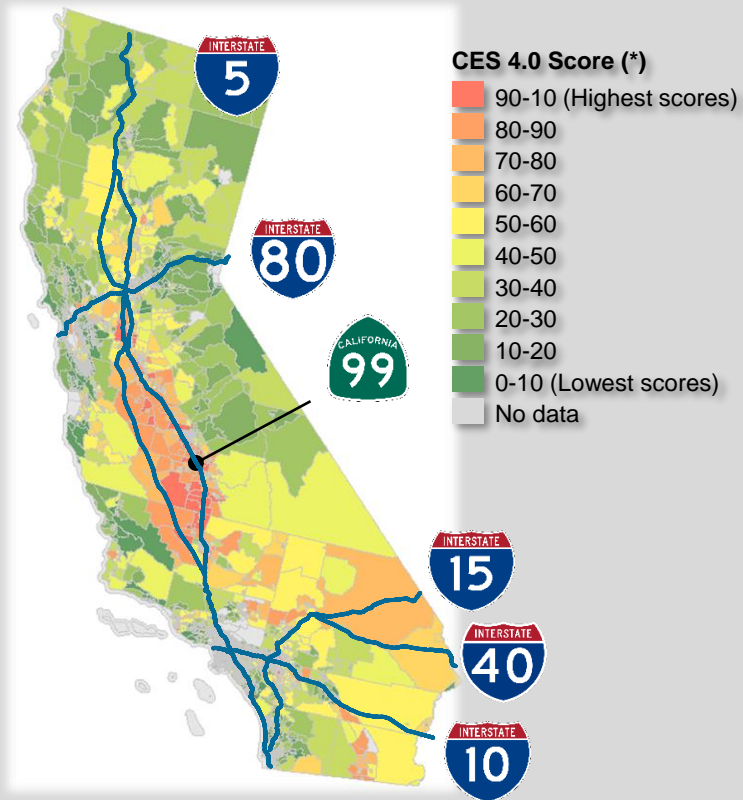 INTERSTATE
5
CES 4.0 Score (*)
90-10 (Highest scores)
80-90
70-80
60-70
50-60
40-50
30-40
20-30
10-20
0-10 (Lowest scores)
No data
INTERSTATE
80
CALIFORNIA
99
INTERSTATE
15
INTERSTATE
40
INTERSTATE
10